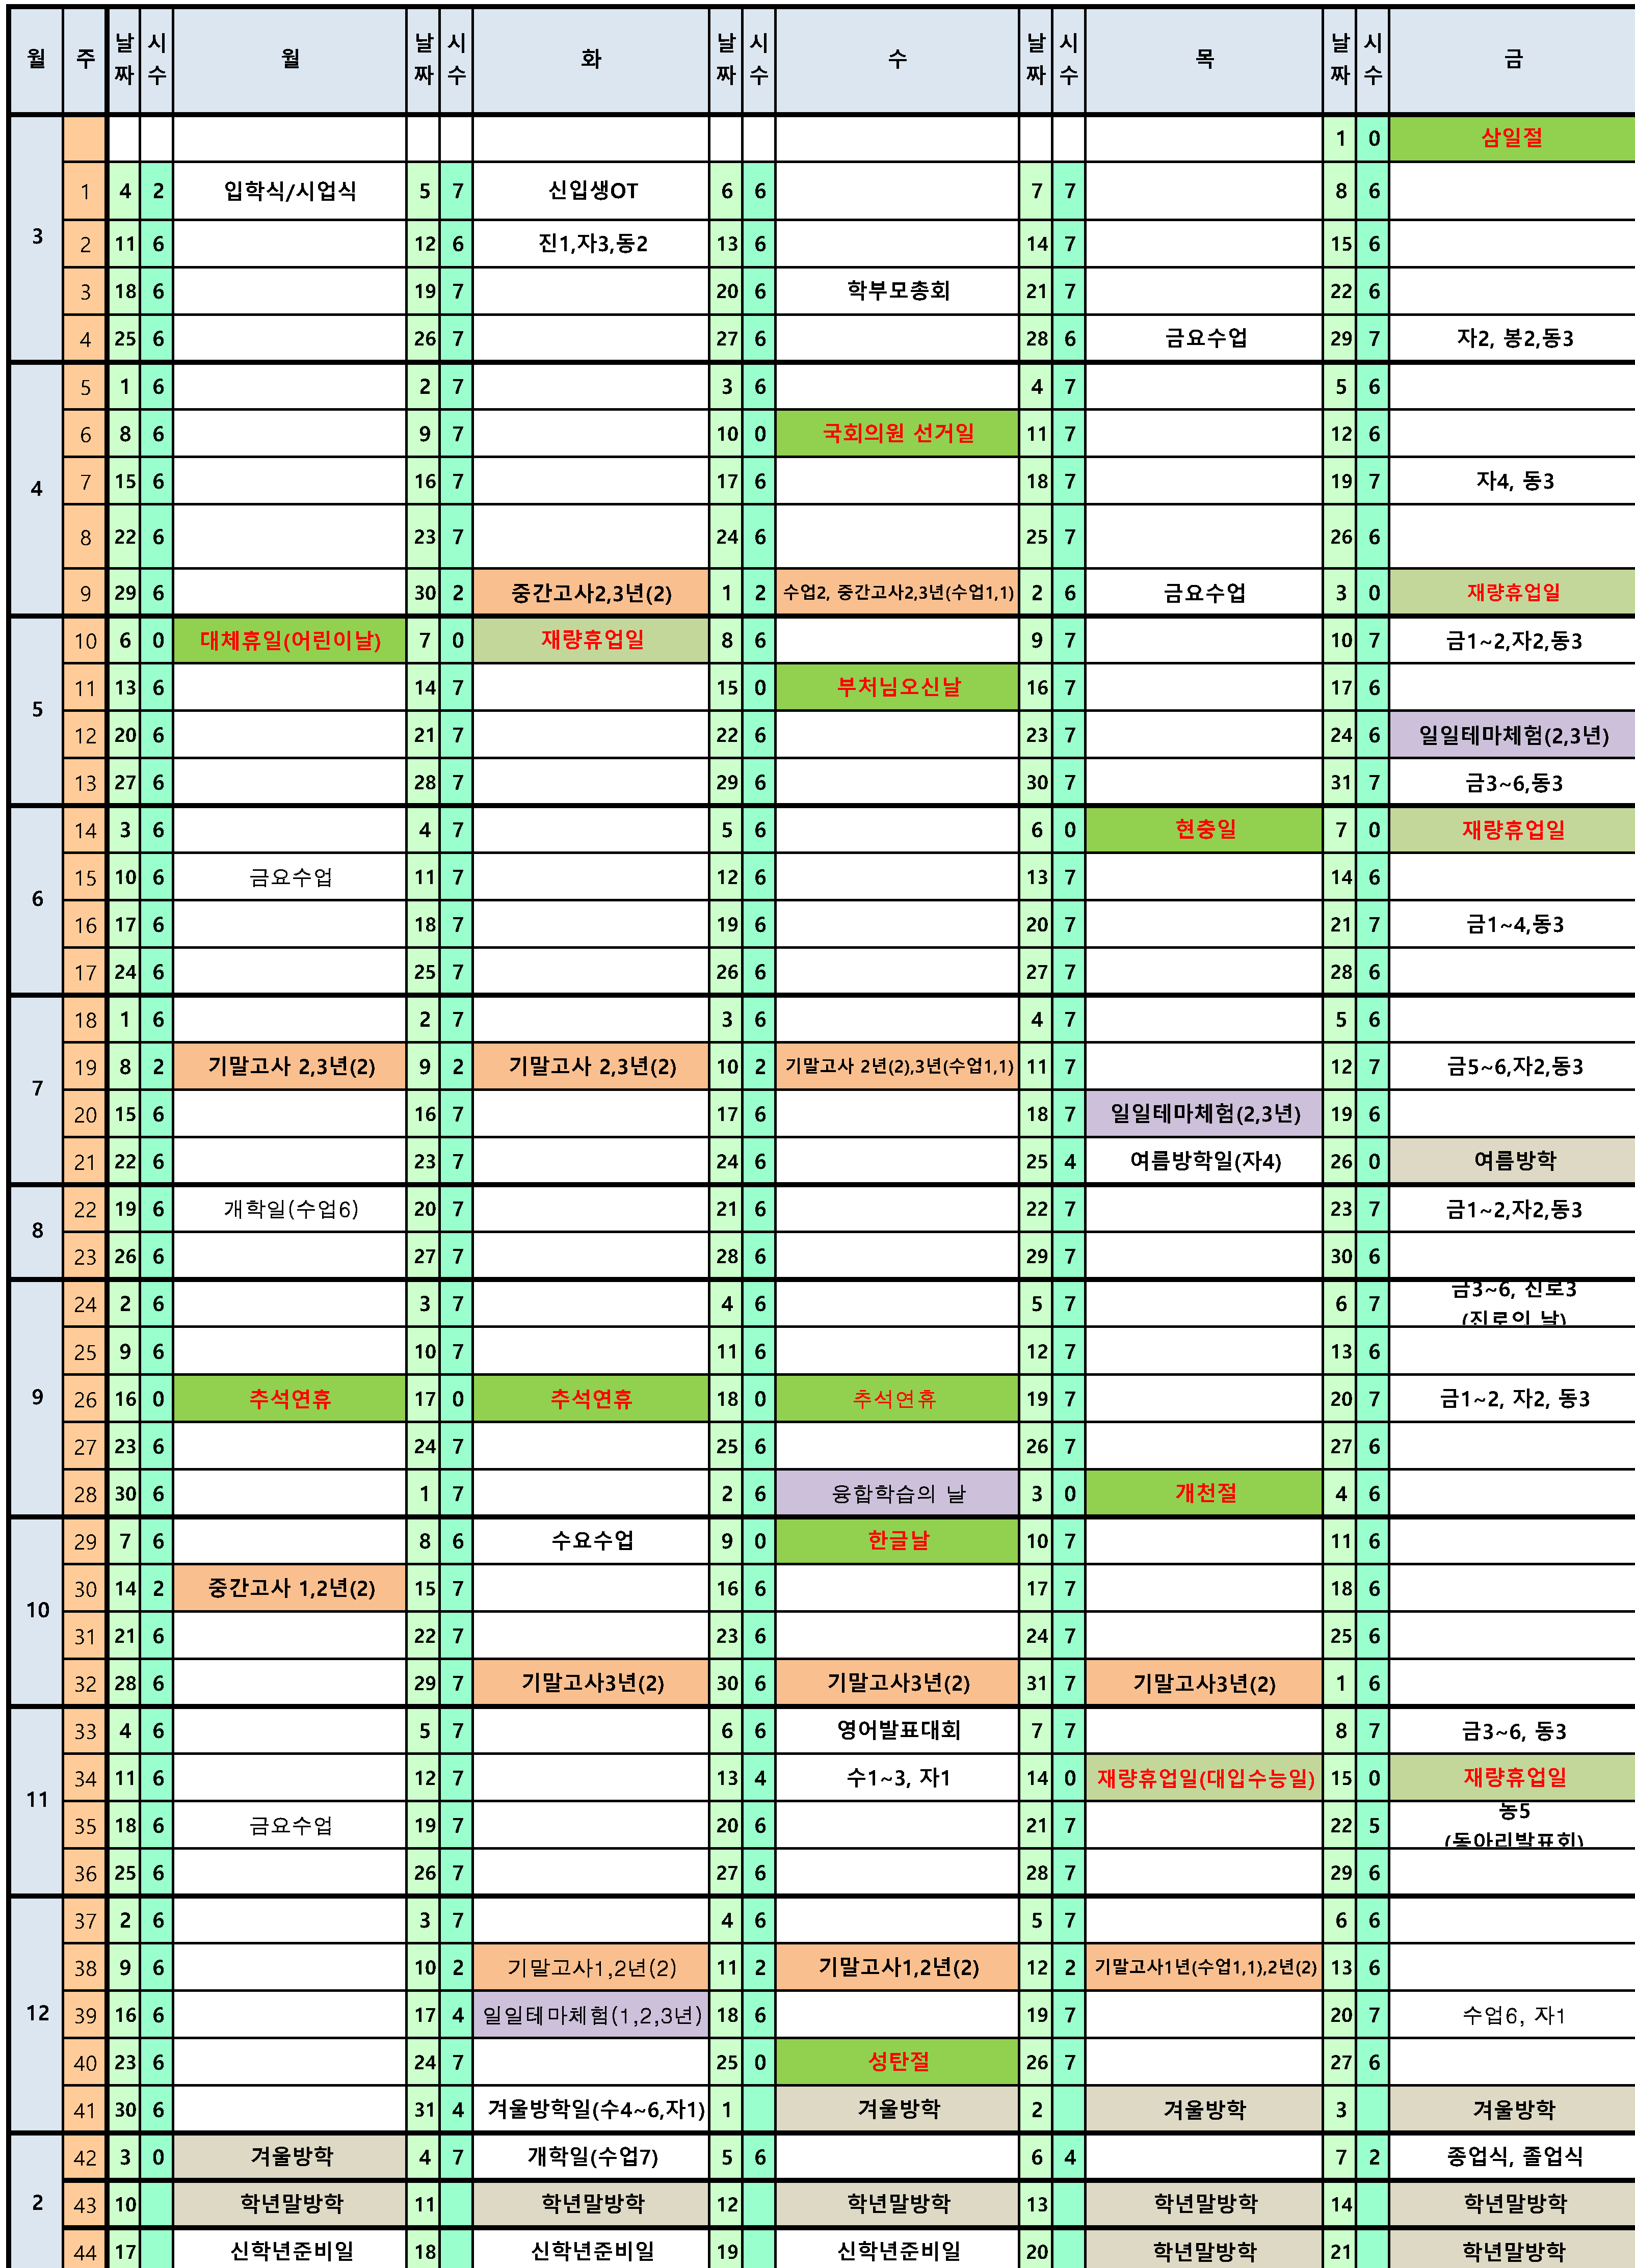 월 주 날짜 시수 월 날짜 시수 화 날짜 시수 수 날짜 시수 목 날짜 시수 금
3
1 0 삼일절
1 4 2 입학식/시업식 5 7 신입생OT 6 6 7 7 8 6
2 11 6 12 6 진1,자3,동2 13 6 14 7 15 6
3 18 6 19 7 20 6 학부모총회 21 7 22 6
4 25 6 26 7 27 6 28 6 금요수업 29 7 자2, 봉2,동3
4
5 1 6 2 7 3 6 4 7 5 6
6 8 6 9 7 10 0 국회의원 선거일 11 7 12 6
7 15 6 16 7 17 6 18 7 19 7 자4, 동3
8 22 6 23 7 24 6 25 7 26 6
9 29 6 30 2 중간고사2,3년(2) 1 2 수업2, 중간고사2,3년(수업1,1) 2 6 금요수업 3 0 재량휴업일
5
10 6 0 대체휴일(어린이날) 7 0 재량휴업일 8 6 9 7 10 7 금1~2,자2,동3
11 13 6 14 7 15 0 부처님오신날 16 7 17 6
12 20 6 21 7 22 6 23 7 24 6 일일테마체험(2,3년)
13 27 6 28 7 29 6 30 7 31 7 금3~6,동3
6
14 3 6 4 7 5 6 6 0 현충일 7 0 재량휴업일
15 10 6 금요수업 11 7 12 6 13 7 14 6
16 17 6 18 7 19 6 20 7 21 7 금1~4,동3
17 24 6 25 7 26 6 27 7 28 6
7
18 1 6 2 7 3 6 4 7 5 6
19 8 2 기말고사 2,3년(2) 9 2 기말고사 2,3년(2) 10 2 기말고사 2년(2),3년(수업1,1) 11 7 12 7 금5~6,자2,동3
20 15 6 16 7 17 6 18 7 일일테마체험(2,3년) 19 6
21 22 6 23 7 24 6 25 4 여름방학일(자4) 26 0 여름방학
8
22 19 6 개학일(수업6) 20 7 21 6 22 7 23 7 금1~2,자2,동3
23 26 6 27 7 28 6 29 7 30 6
9
24 2 6 3 7 4 6 5 7 6 7 금3~6, 진로3
(진로의 날)
25 9 6 10 7 11 6 12 7 13 6
26 16 0 추석연휴 17 0 추석연휴 18 0 추석연휴 19 7 20 7 금1~2, 자2, 동3
27 23 6 24 7 25 6 26 7 27 6
28 30 6 1 7 2 6 융합학습의 날 3 0 개천절 4 6
10
29 7 6 8 6 수요수업 9 0 한글날 10 7 11 6
30 14 2 중간고사 1,2년(2) 15 7 16 6 17 7 18 6
31 21 6 22 7 23 6 24 7 25 6
32 28 6 29 7 기말고사3년(2) 30 6 기말고사3년(2) 31 7 기말고사3년(2) 1 6
11
33 4 6 5 7 6 6 영어발표대회 7 7 8 7 금3~6, 동3
34 11 6 12 7 13 4 수1~3, 자1 14 0 재량휴업일(대입수능일) 15 0 재량휴업일
35 18 6 금요수업 19 7 20 6 21 7 22 5 동5
(동아리발표회)
36 25 6 26 7 27 6 28 7 29 6
12
37 2 6 3 7 4 6 5 7 6 6
38 9 6 10 2 기말고사1,2년(2) 11 2 기말고사1,2년(2) 12 2 기말고사1년(수업1,1),2년(2) 13 6
39 16 6 17 4 일일테마체험(1,2,3년) 18 6 19 7 20 7 수업6, 자1
40 23 6 24 7 25 0 성탄절 26 7 27 6
41 30 6 31 4 겨울방학일(수4~6,자1) 1 겨울방학 2 겨울방학 3 겨울방학
2
42 3 0 겨울방학 4 7 개학일(수업7) 5 6 6 4 7 2 종업식, 졸업식
43 10 학년말방학 11 학년말방학 12 학년말방학 13 학년말방학 14 학년말방학
44 17 신학년준비일 18 신학년준비일 19 신학년준비일 20 학년말방학 21 학년말방학